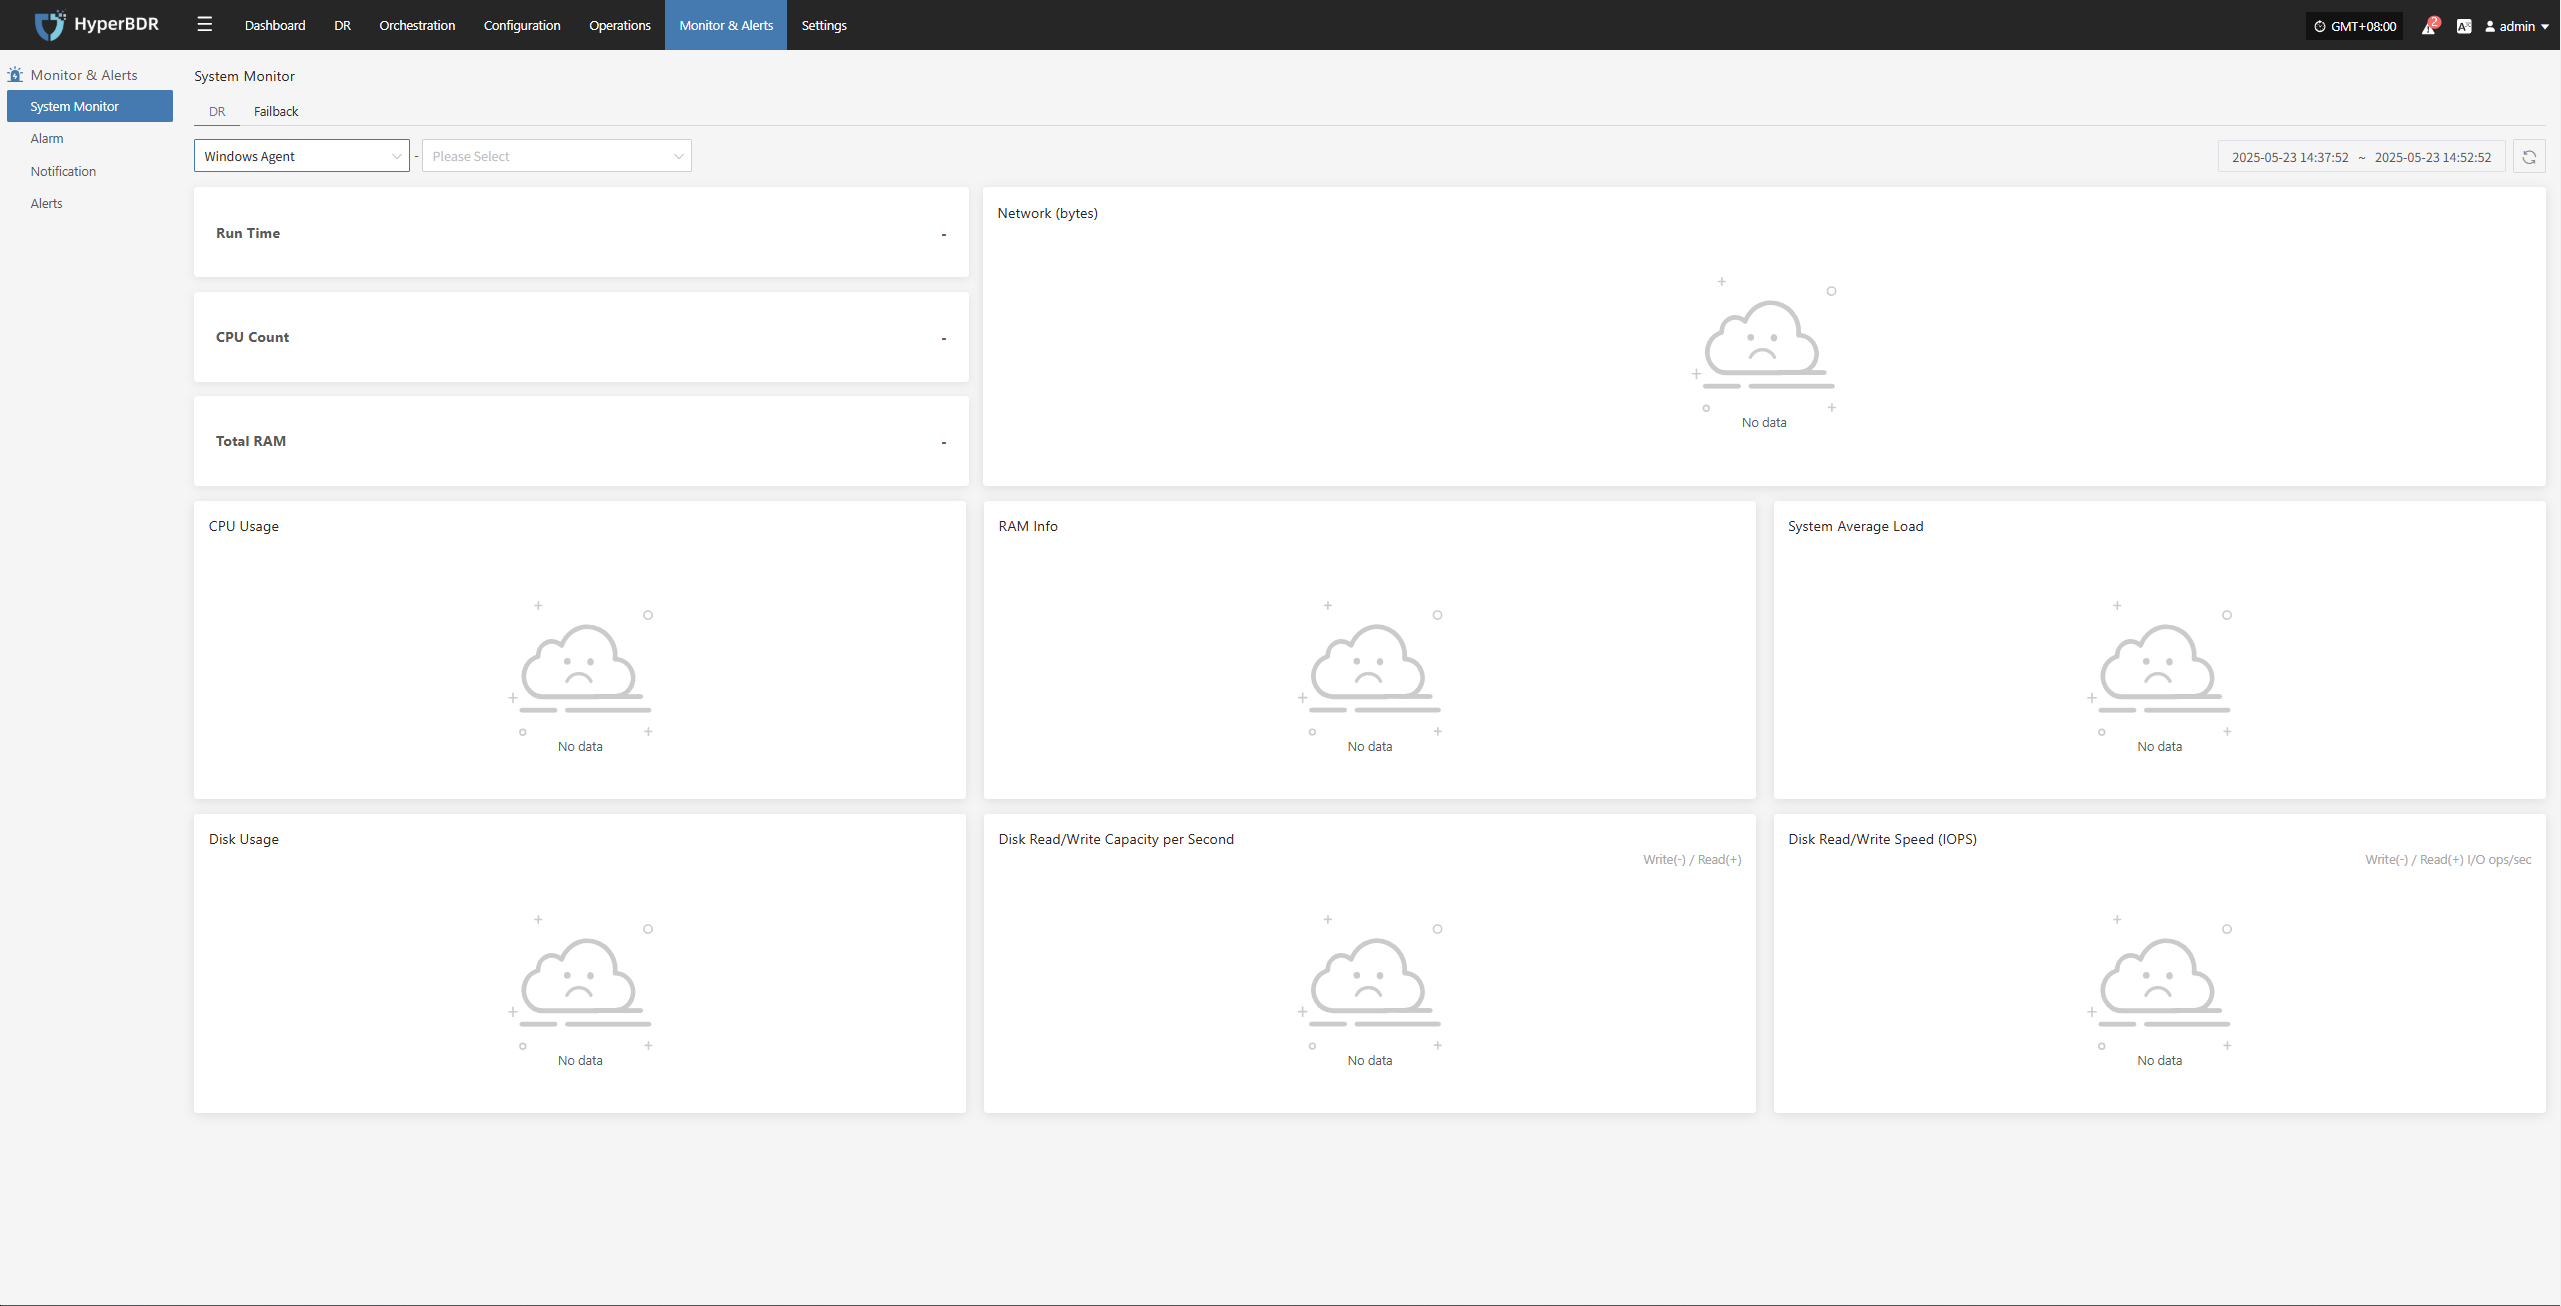 HyperBDR
Dashboard
DR
Orchestration
Configuration
Operations
Monitor & Alerts
Settings
GMT+08:00
2
admin
Monitor & Alerts
System Monitor
Alarm
Notification
Alerts
System Monitor
DR
Failback
Windows Agent
-
Please Select
2025-05-23 14:37:52 ~ 2025-05-23 14:52:52
Run Time
-
CPU Count
-
Total RAM
-
Network (bytes)
No data
CPU Usage
No data
RAM Info
No data
System Average Load
No data
Disk Usage
No data
Disk Read/Write Capacity per Second
Write(-) / Read(+)
No data
Disk Read/Write Speed (IOPS)
Write(-) / Read(+) I/O ops/sec
No data